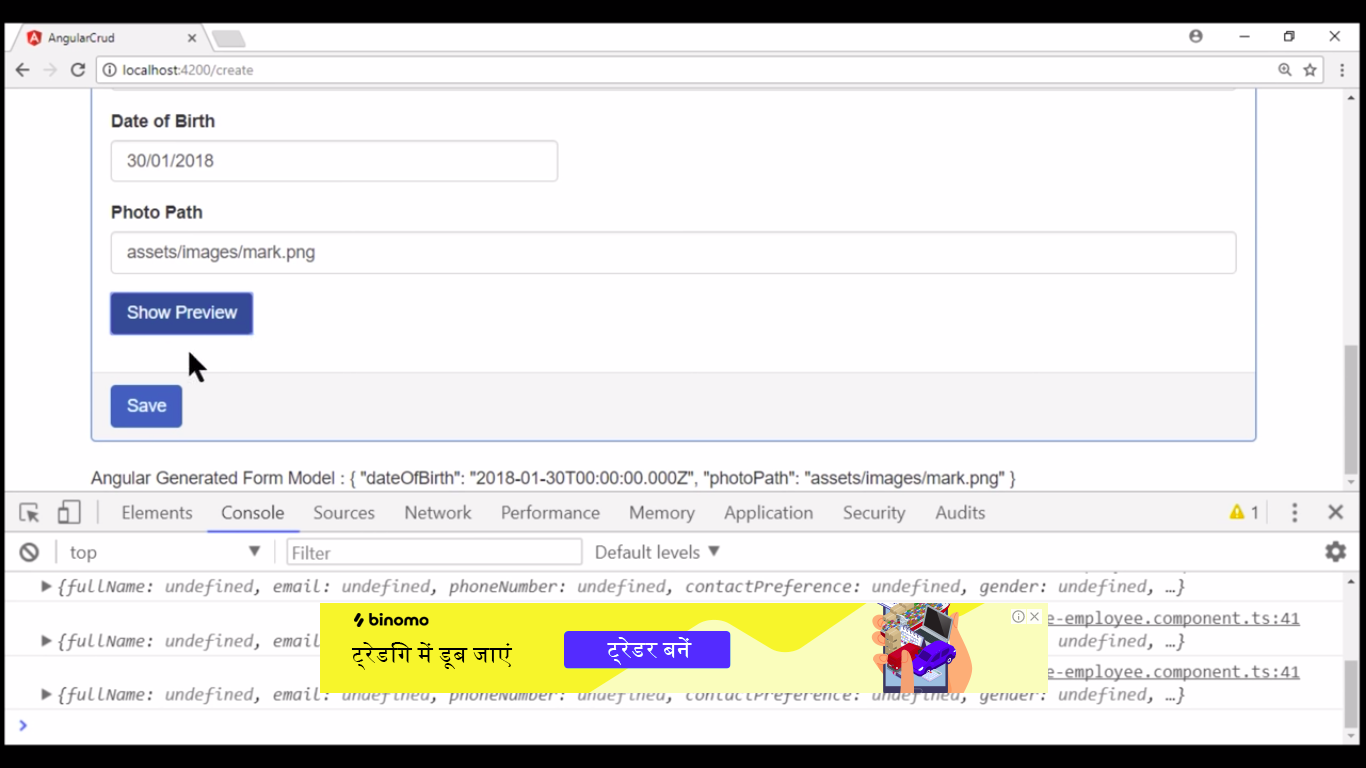 AngularCrud
localhost:4200/create
Date of Birth
30/01/2018
Photo Path
assets/images/mark.png
Show Preview
Save
Angular Generated Form Model : { "dateOfBirth": "2018-01-30T00:00:00.000Z", "photoPath": "assets/images/mark.png" }
Elements Console Sources Network Performance Memory Application Security Audits 1
top Filter Default levels
{fullName: undefined, email: undefined, phoneNumber: undefined, contactPreference: undefined, gender: undefined, …}
e-employee.component.ts:41
{fullName: undefined, email undefined, …}
e-employee.component.ts:41
{fullName: undefined, email: undefined, phoneNumber: undefined, contactPreference: undefined, gender: undefined, …}
binomo
ट्रेडगि में डूब जाएं
ट्रेडर बनें